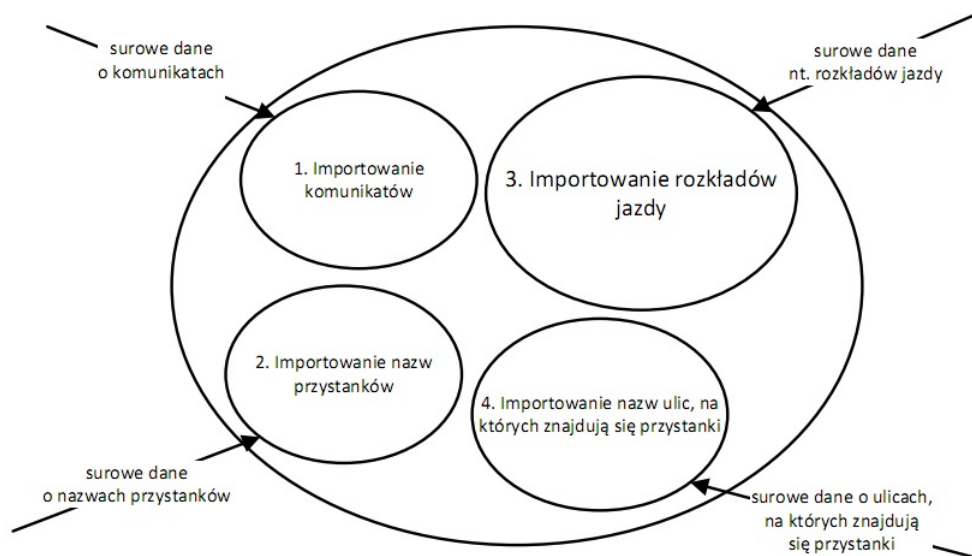 surowe dane
o komunikatach
surowe dane
nt. rozkładów jazdy
1. Importowanie
komunikatów
3. Importowanie rozkładów
jazdy
2. Importowanie nazw
przystanków
4. Importowanie nazw ulic, na
których znajdują się przystanki
surowe dane
o nazwach przystanków
surowe dane o ulicach,
na których znajdują
się przystanki